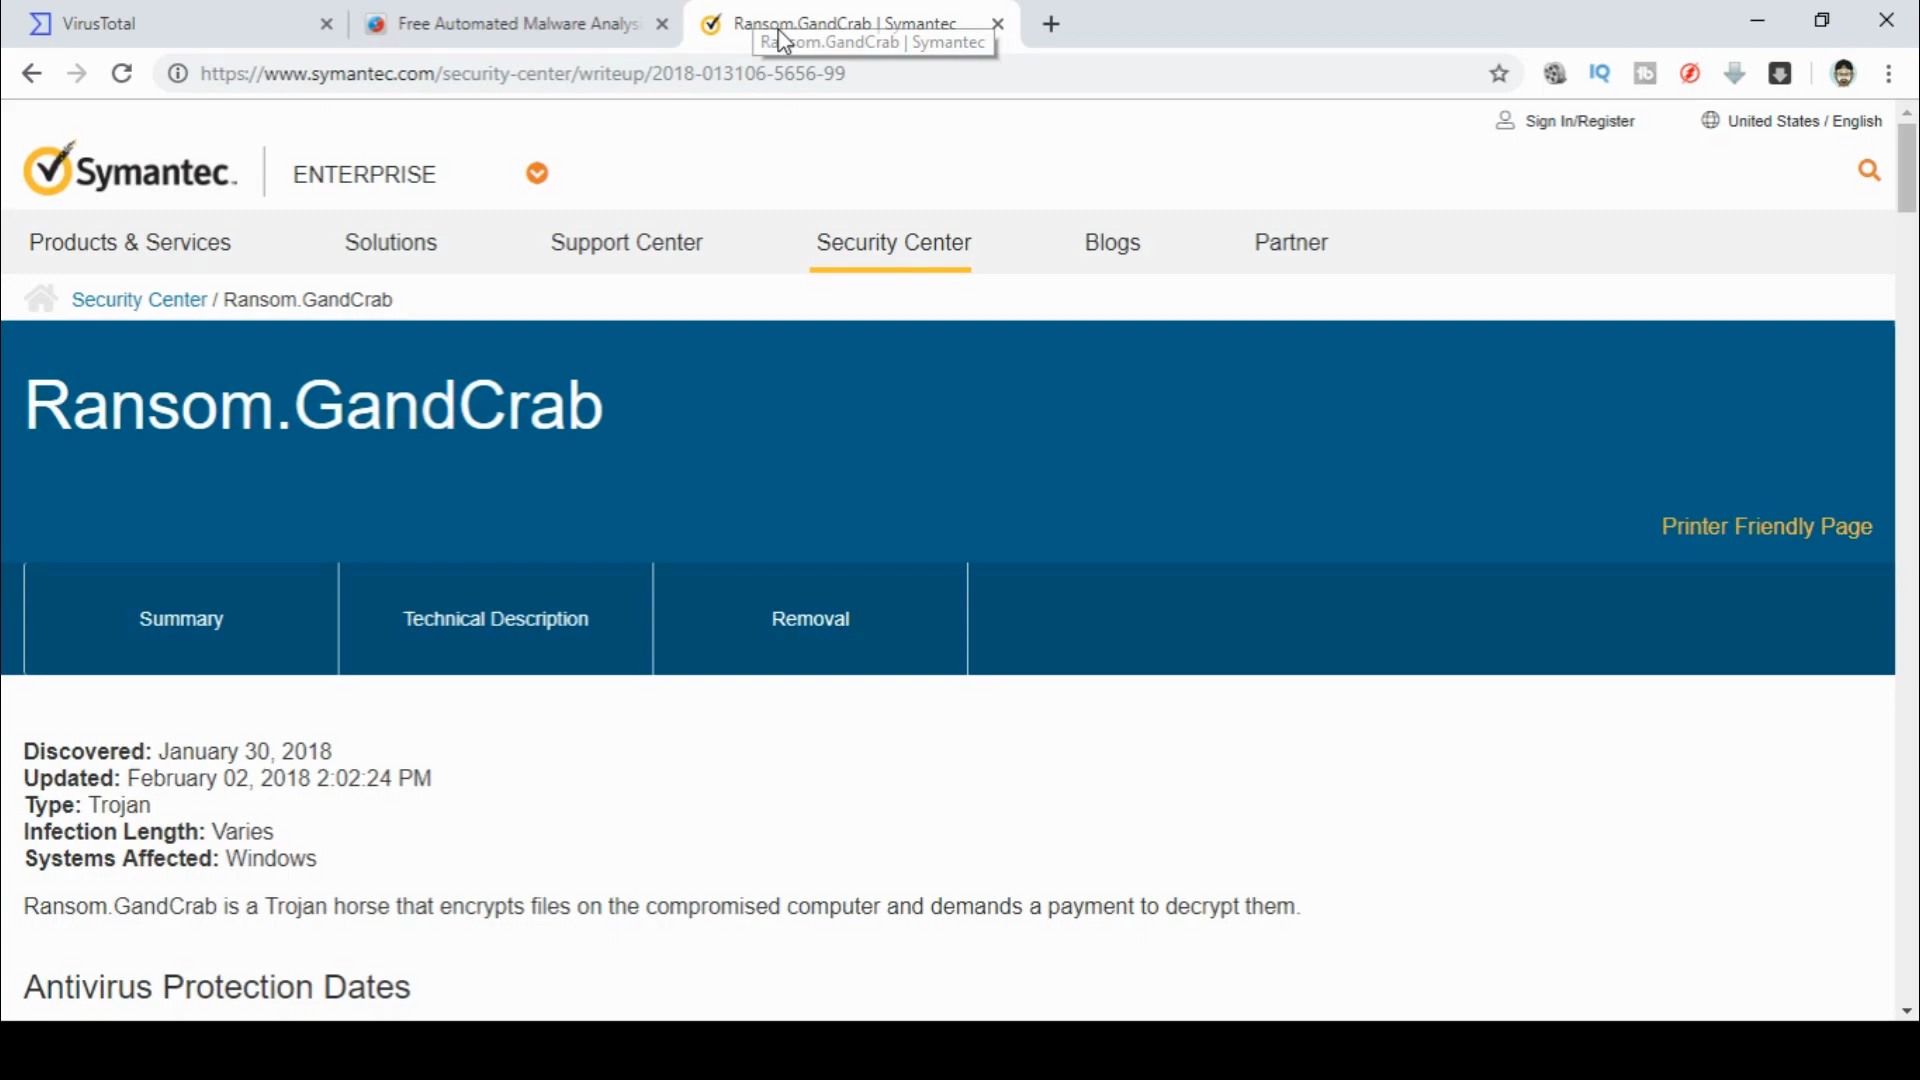 VirusTotal
Free Automated Malware Analys
Ransom.GandCrab | Symantec
Ransom.GandCrab | Symantec
https://www.symantec.com/security-center/writeup/2018-013106-5656-99
IQ
tb
Sign In/Register
United States / English
Symantec™
ENTERPRISE
Products & Services
Solutions
Support Center
Security Center
Blogs
Partner
Security Center / Ransom.GandCrab
Ransom.GandCrab
Printer Friendly Page
Summary
Technical Description
Removal
Discovered: January 30, 2018
Updated: February 02, 2018 2:02:24 PM
Type: Trojan
Infection Length: Varies
Systems Affected: Windows
Ransom.GandCrab is a Trojan horse that encrypts files on the compromised computer and demands a payment to decrypt them.
Antivirus Protection Dates